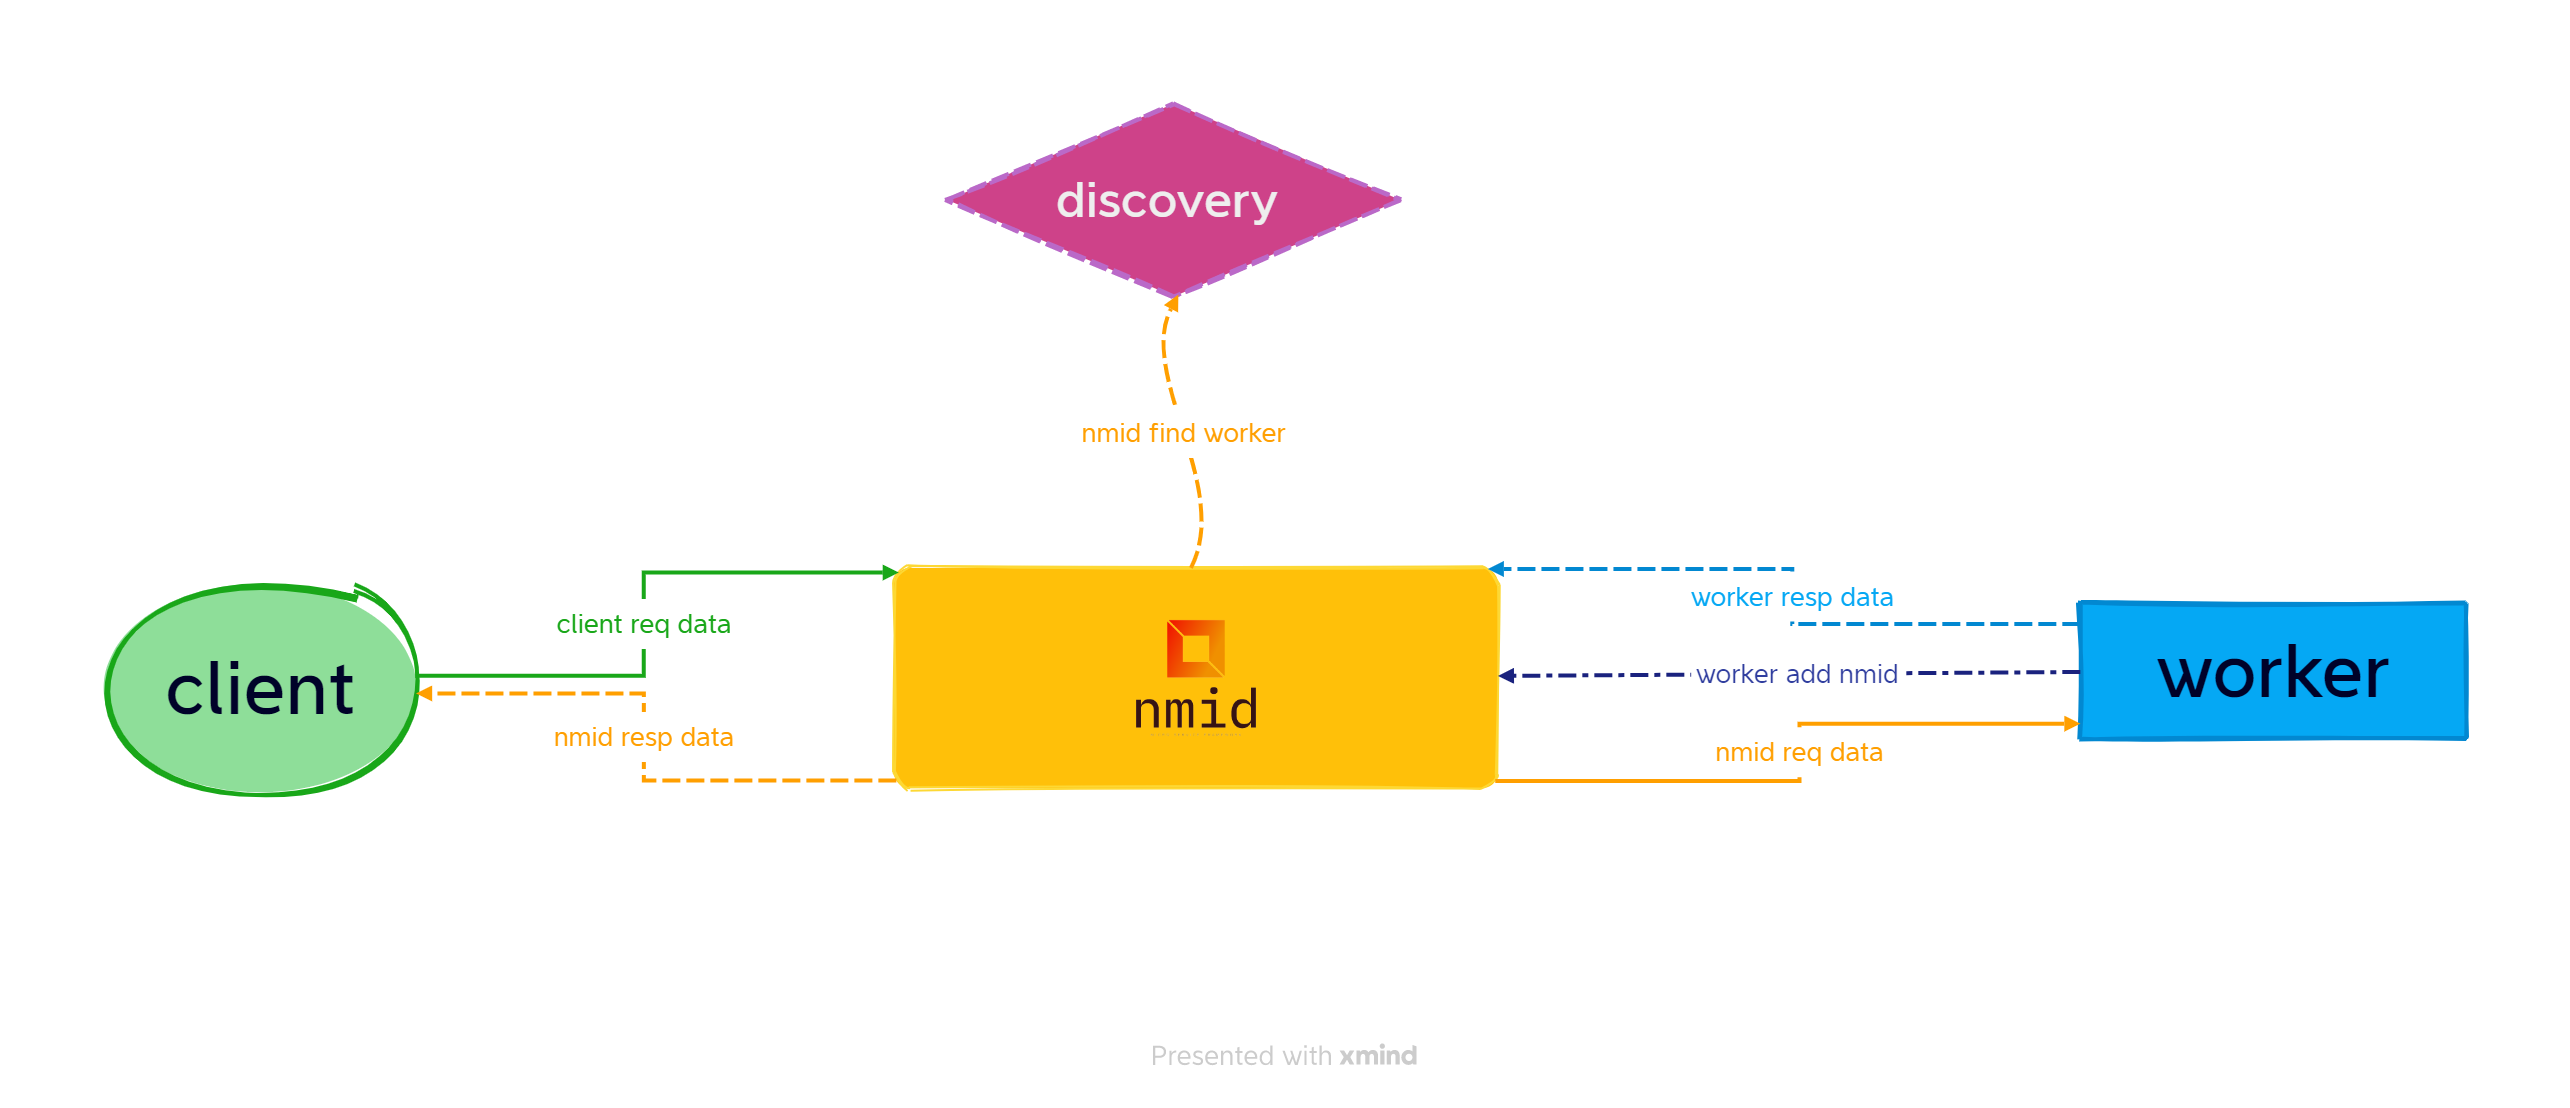 discovery
nmid find worker
client req data
worker resp data
client
nmid
worker add nmid
worker
nmid resp data
nmid req data
Presented with xmind